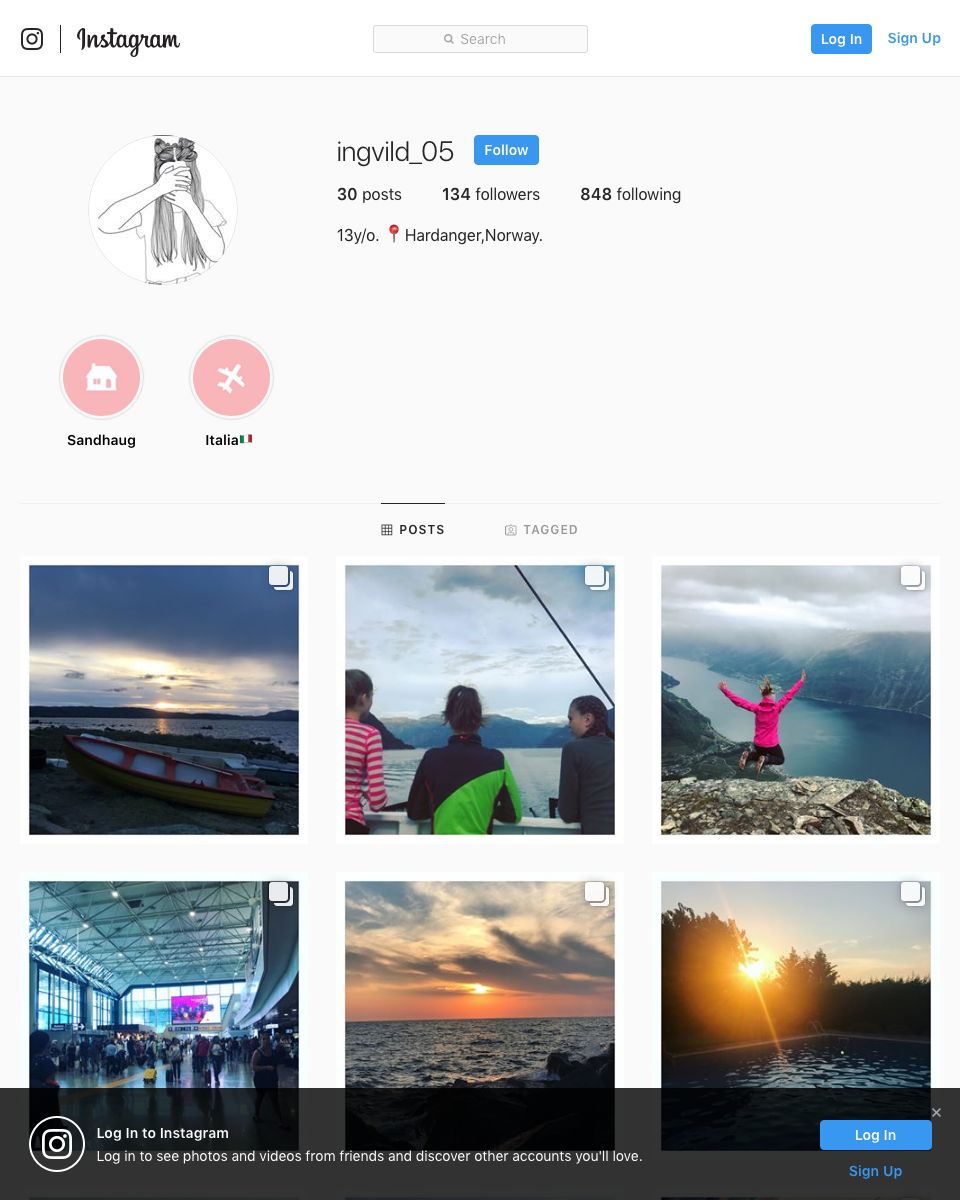 Instagram
Search
Log In
Sign Up
ingvild_05
Follow
30 posts
134 followers
848 following
13y/o. 📍Hardanger,Norway.
Sandhaug
Italia🇮🇹
POSTS
TAGGED
Log In to Instagram
Log in to see photos and videos from friends and discover other accounts you'll love.
Log In
Sign Up